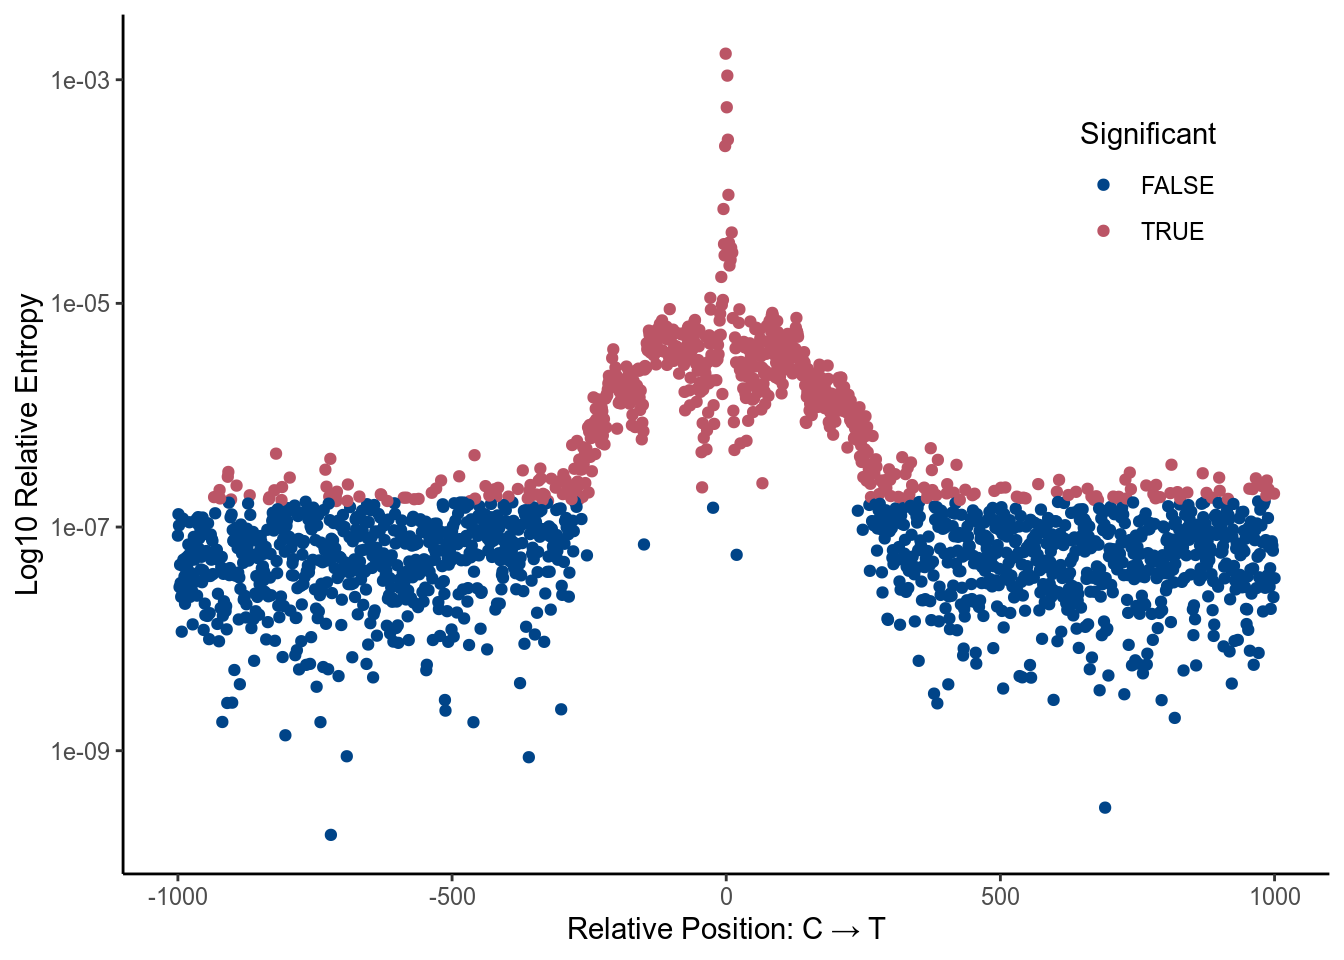 Log10 Relative Entropy
1e-03
1e-05
1e-07
1e-09
Significant
FALSE
TRUE
-1000
-500
0
500
1000
Relative Position: C → T